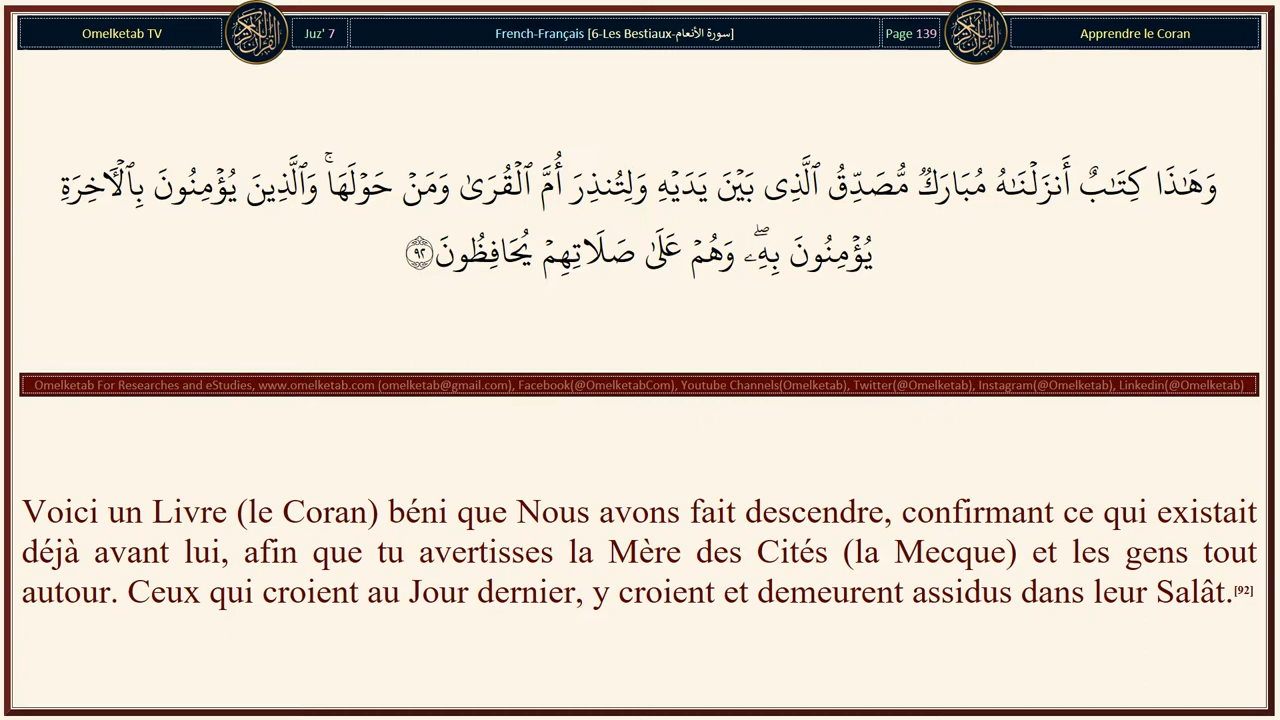 Omelketab TV
Juz' 7
French-Français [6-Les Bestiaux-سورة الأنعام]
Page 139
Apprendre le Coran
وَهَـٰذَا كِتَـٰبٌ أَنزَلْنَـٰهُ مُبَارَكٌ مُّصَدِّقُ ٱلَّذِى بَيْنَ يَدَيْهِ وَلِتُنذِرَ أُمَّ ٱلْقُرَىٰ وَمَنْ حَوْلَهَا ۚ وَٱلَّذِينَ يُؤْمِنُونَ بِٱلْـَٔاخِرَةِ
يُؤْمِنُونَ بِهِۦ ۖ وَهُمْ عَلَىٰ صَلَاتِهِمْ يُحَافِظُونَ ٩٢
Omelketab For Researches and eStudies, www.omelketab.com (omelketab@gmail.com), Facebook(@OmelketabCom), Youtube Channels(Omelketab), Twitter(@Omelketab), Instagram(@Omelketab), Linkedin(@Omelketab)
Voici un Livre (le Coran) béni que Nous avons fait descendre, confirmant ce qui existait
déjà avant lui, afin que tu avertisses la Mère des Cités (la Mecque) et les gens tout
autour. Ceux qui croient au Jour dernier, y croient et demeurent assidus dans leur Salât.[92]